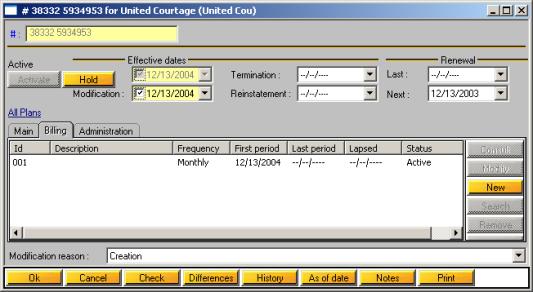 # 38332 5934953 for United Courtage (United Cou)
# : 38332 5934953
Active
Effective dates
Renewal
Activate Hold 12/13/2004 Termination : --/--/---- Last : --/--/----
Modification : 12/13/2004 Reinstatement : --/--/---- Next : 12/13/2003
All Plans
Main Billing Administration
Id Description Frequency First period Last period Lapsed Status
001 Monthly 12/13/2004 --/--/---- --/--/---- Active
Consult
Modify
New
Search
Remove
Modification reason : Creation
Ok Cancel Check Differences History As of date Notes Print